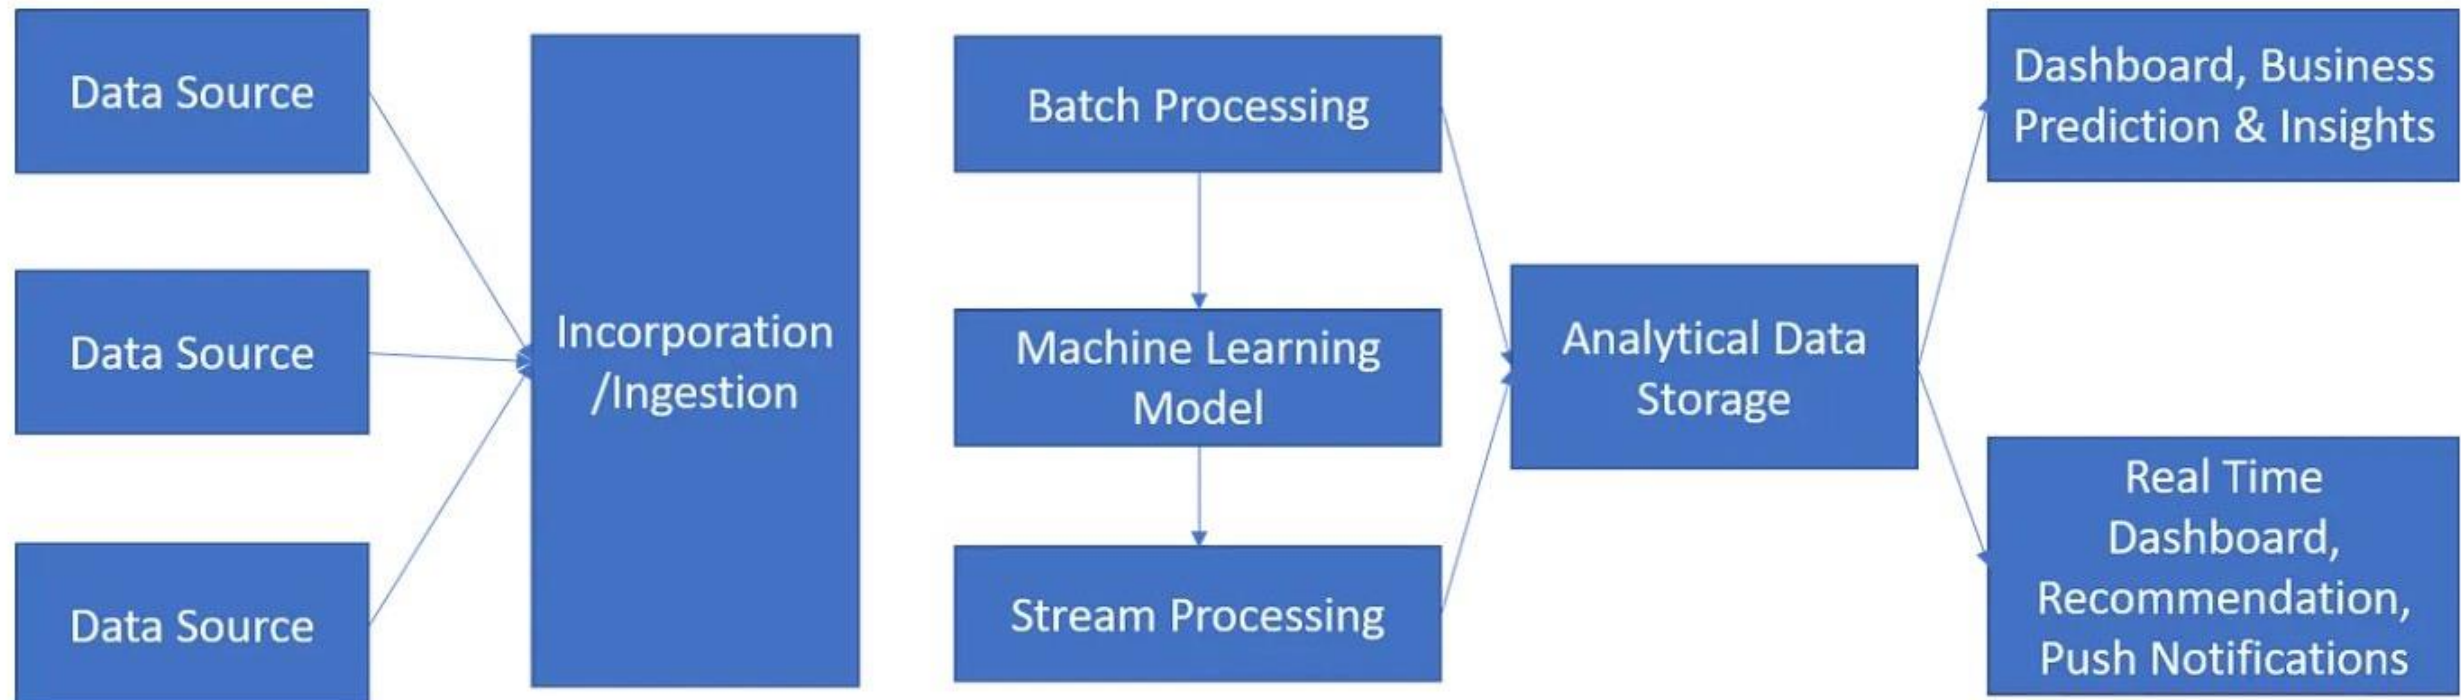 Data Source
Data Source
Data Source
Incorporation
/Ingestion
Batch Processing
Machine Learning
Model
Stream Processing
Analytical Data
Storage
Dashboard, Business
Prediction & Insights
Real Time
Dashboard,
Recommendation,
Push Notifications